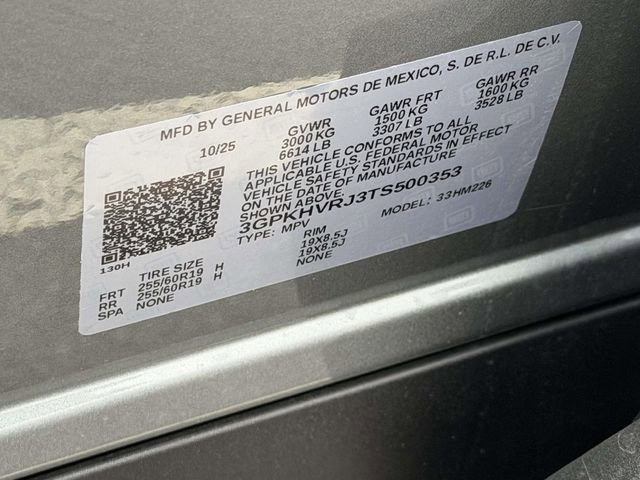 MFD BY GENERAL MOTORS DE MEXICO, S. DE R.L. DE C.V.
10/25 GVWR GAWR FRT GAWR RR
3000 KG 1500 KG 1600 KG
6614 LB 3307 LB 3528 LB
THIS VEHICLE CONFORMS TO ALL
APPLICABLE U.S. FEDERAL MOTOR
VEHICLE SAFETY STANDARDS IN EFFECT
ON THE DATE OF MANUFACTURE
SHOWN ABOVE.
3GPKHVRJ3TS500353
TYPE: MPV MODEL: 33HM226
130H
TIRE SIZE RIM
FRT 255/60R19 H 19X8.5J
RR 255/60R19 H 19X8.5J
SPA NONE NONE